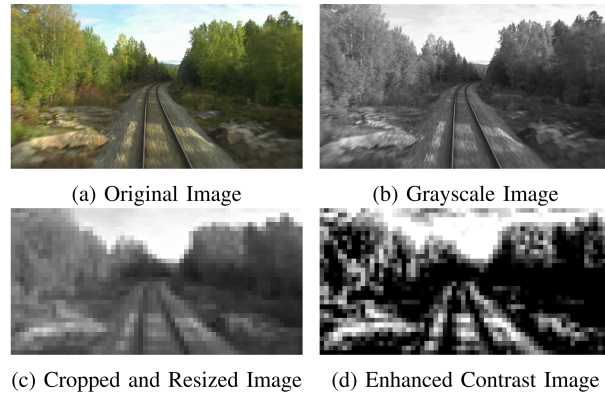 (a) Original Image
(b) Grayscale Image
(c) Cropped and Resized Image
(d) Enhanced Contrast Image